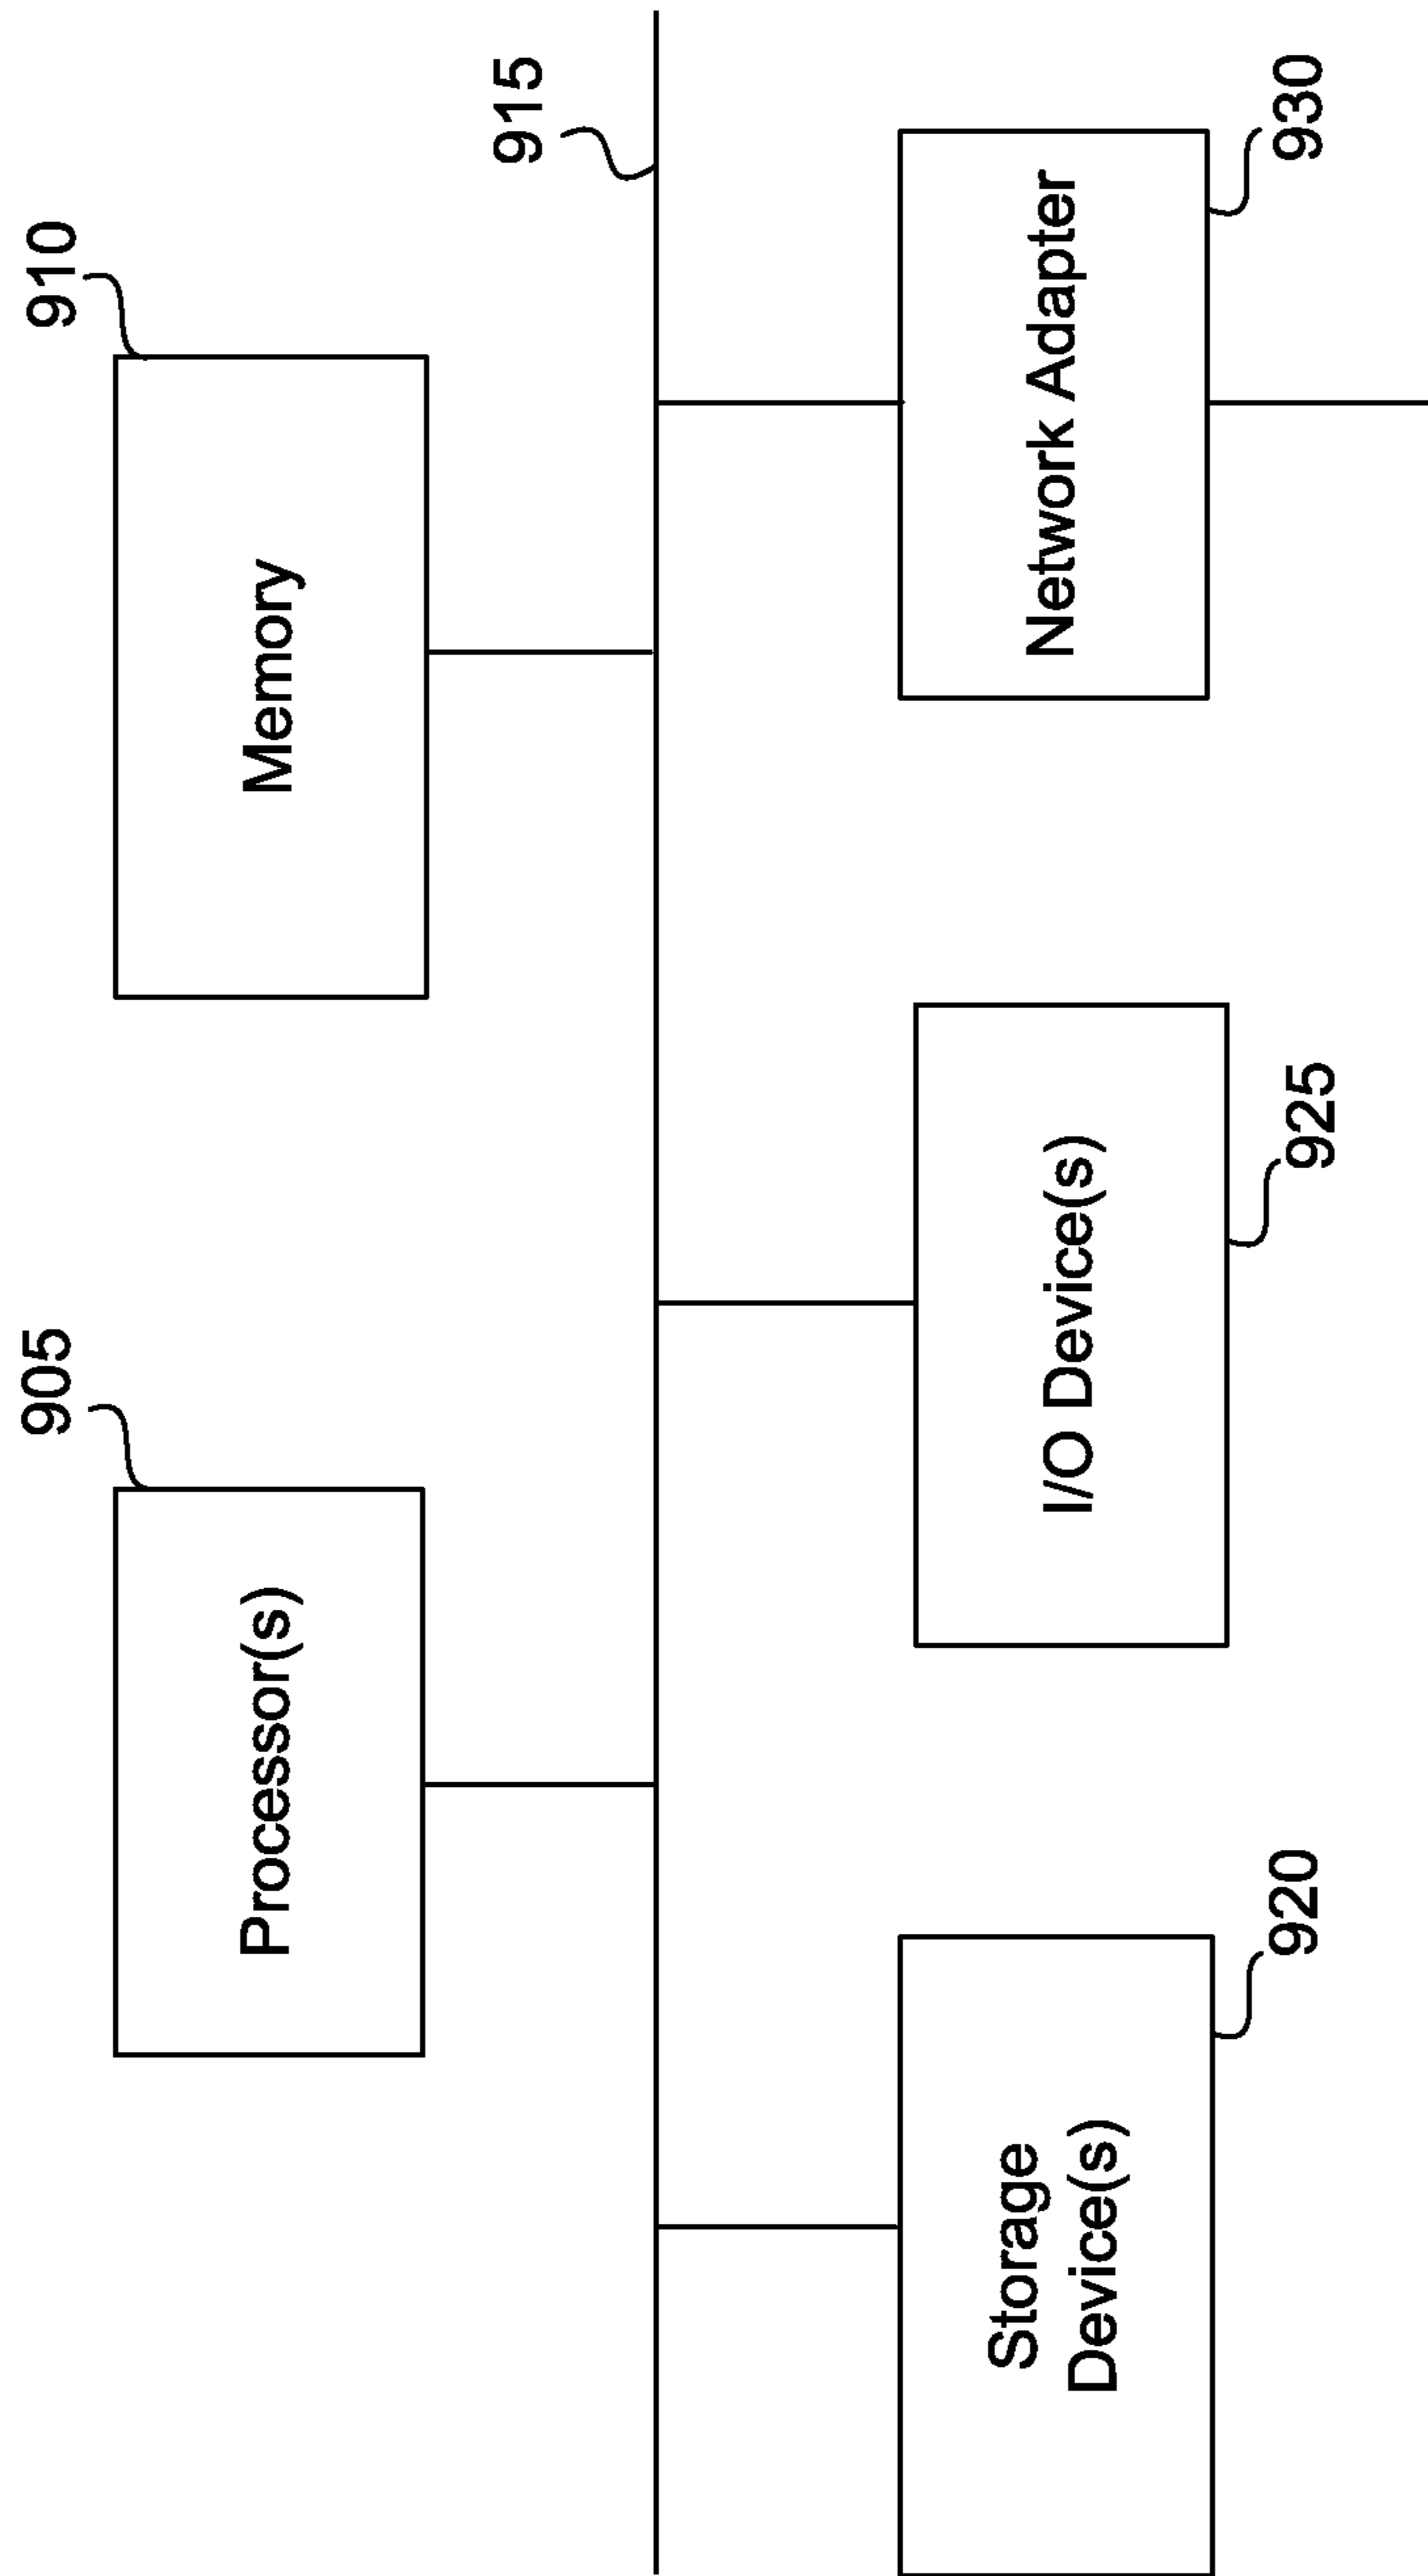 905
910
Processor(s)
Memory
915
Storage
Device(s)
I/O Device(s)
Network Adapter
920
925
930